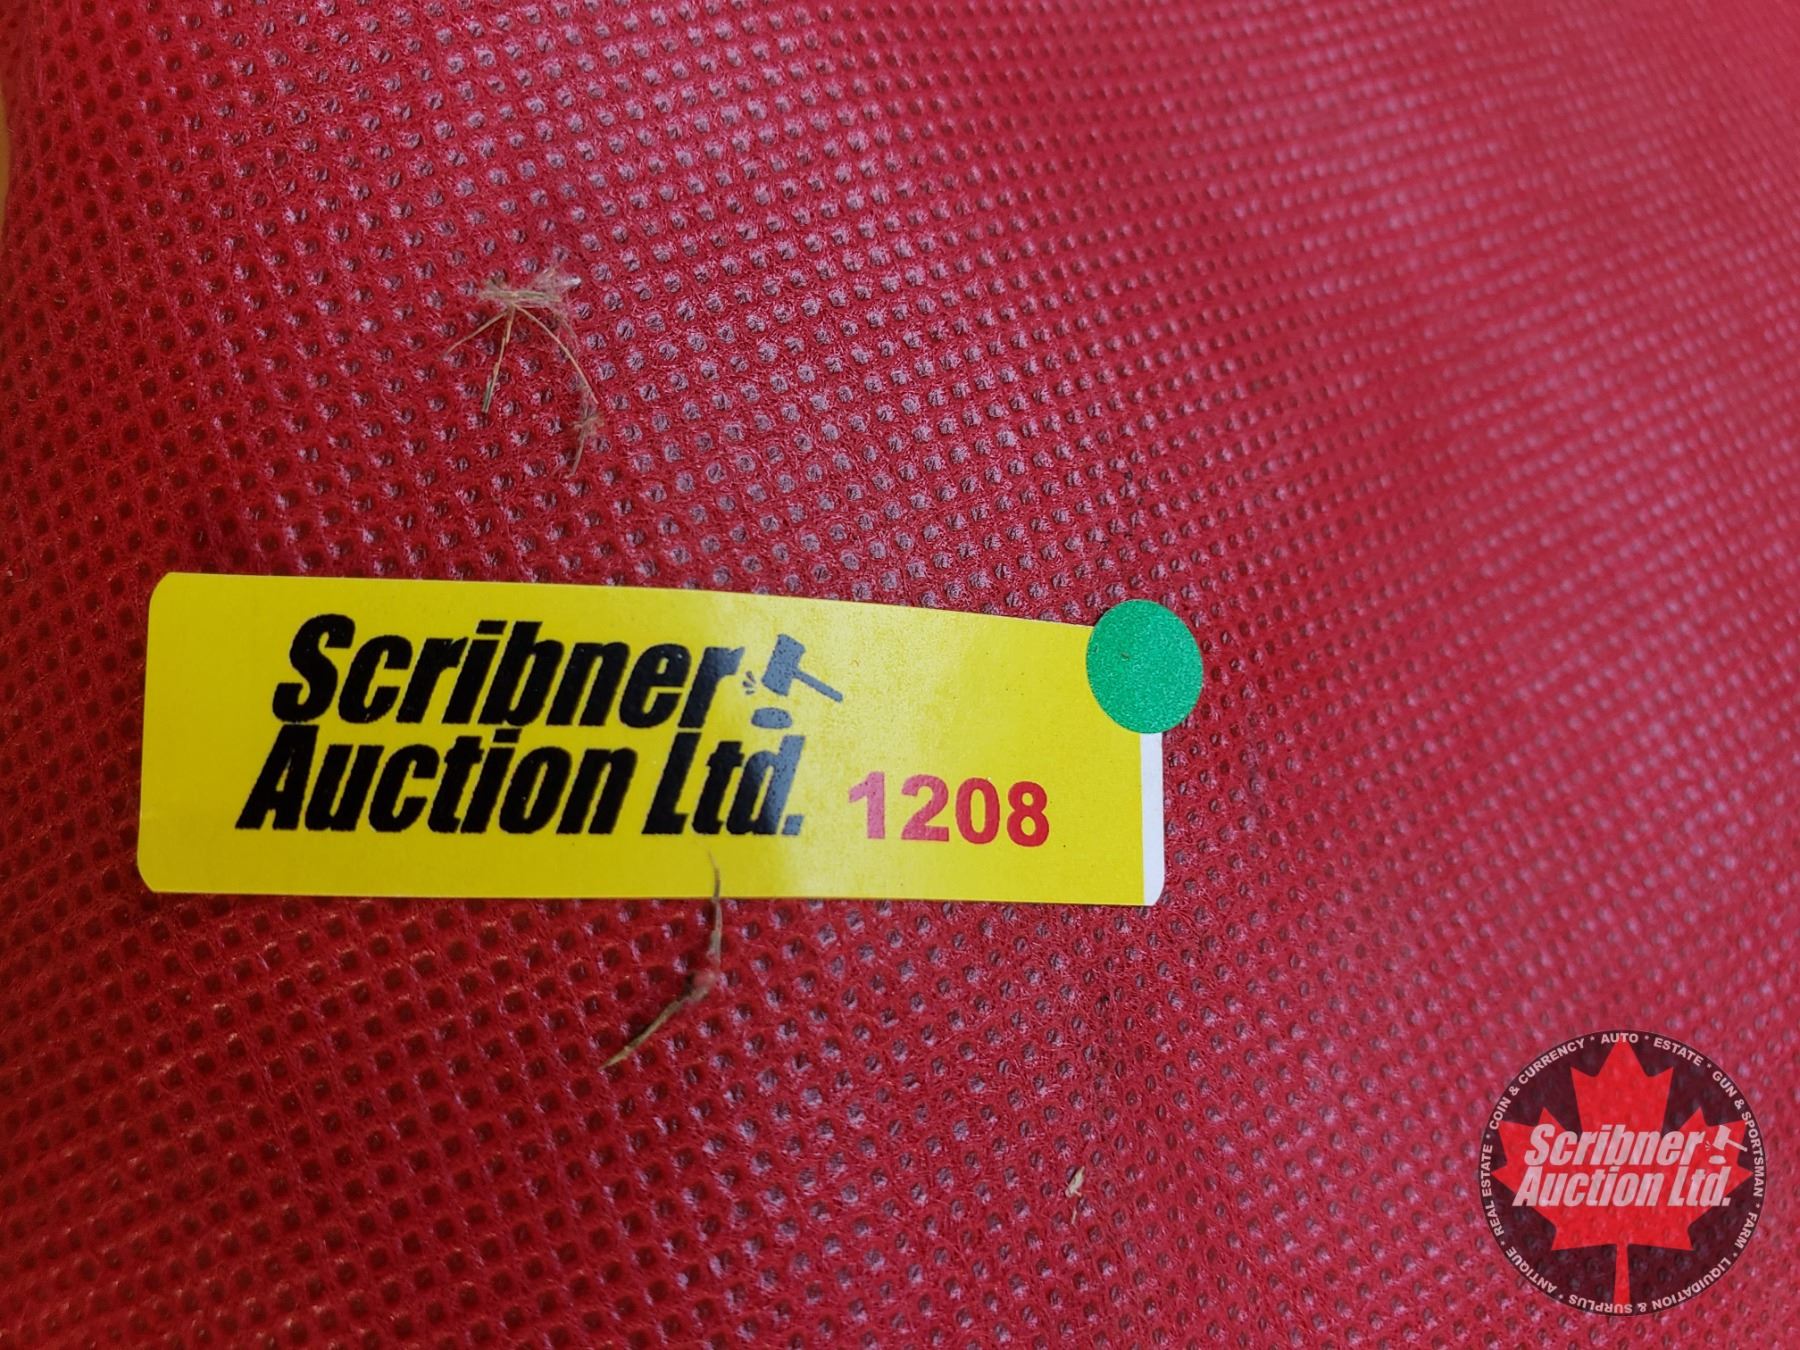 Scribner
Auction Ltd. 1208
COIN & CURRENCY * AUTO * ESTATE * GUN & SPORTSMAN * FARM * LIQUIDATION & SURPLUS * ANTIQUE * REAL ESTATE *
Scribner
Auction Ltd.